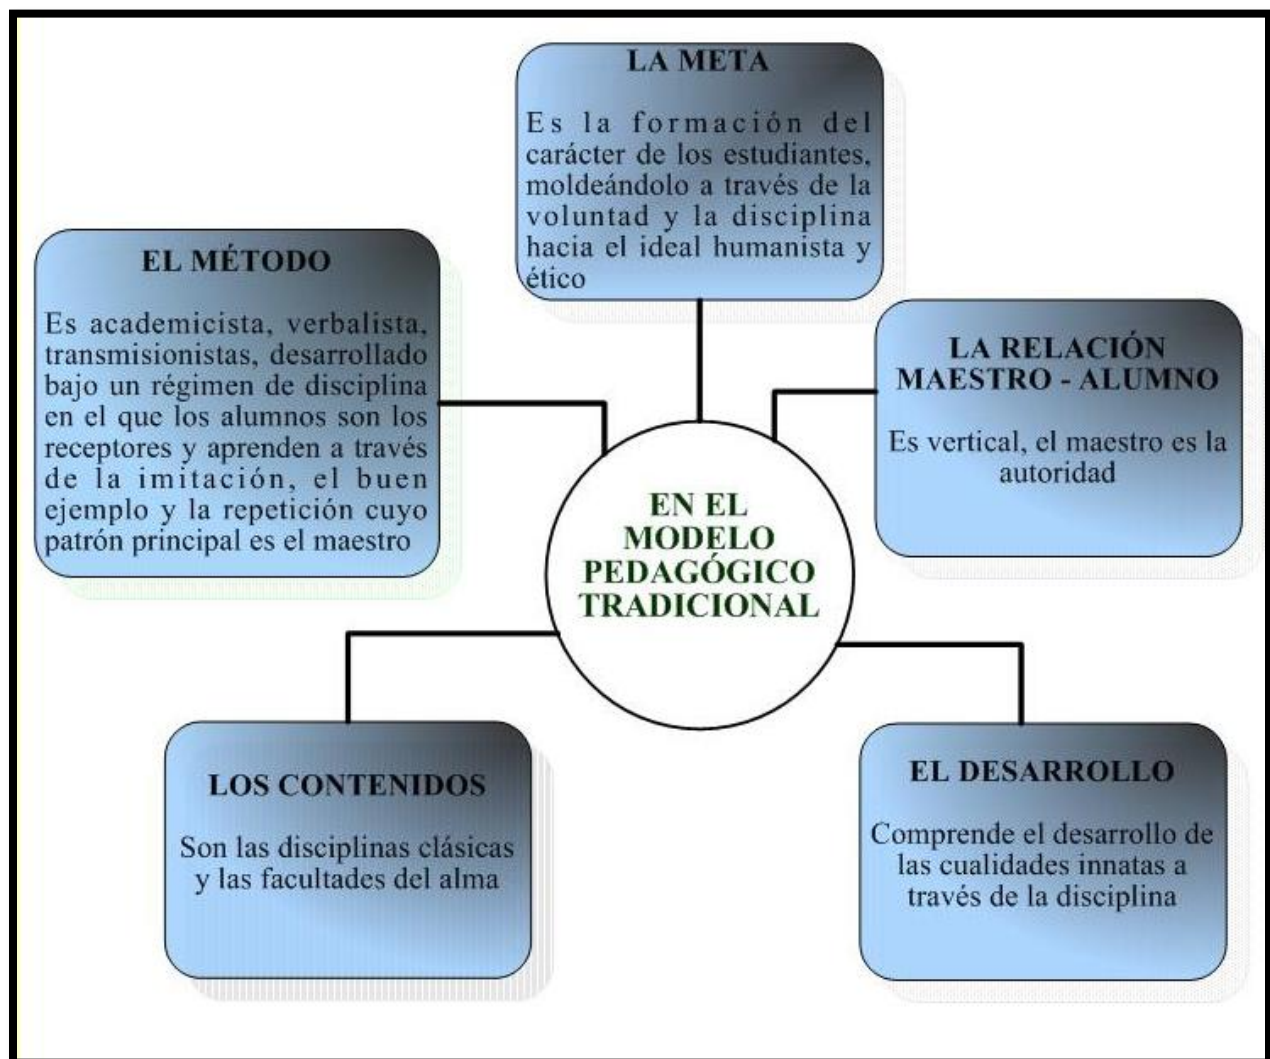 LA META
Es la formación del
carácter de los estudiantes,
moldeándolo a través de la
voluntad y la disciplina
hacia el ideal humanista y
ético
EL MÉTODO
Es academicista, verbalista,
transmisionistas, desarrollado
bajo un régimen de disciplina
en el que los alumnos son los
receptores y aprenden a través
de la imitación, el buen
ejemplo y la repetición cuyo
patrón principal es el maestro
LA RELACIÓN
MAESTRO - ALUMNO
Es vertical, el maestro es la
autoridad
EN EL
MODELO
PEDAGÓGICO
TRADICIONAL
LOS CONTENIDOS
Son las disciplinas clásicas
y las facultades del alma
EL DESARROLLO
Comprende el desarrollo de
las cualidades innatas a
través de la disciplina